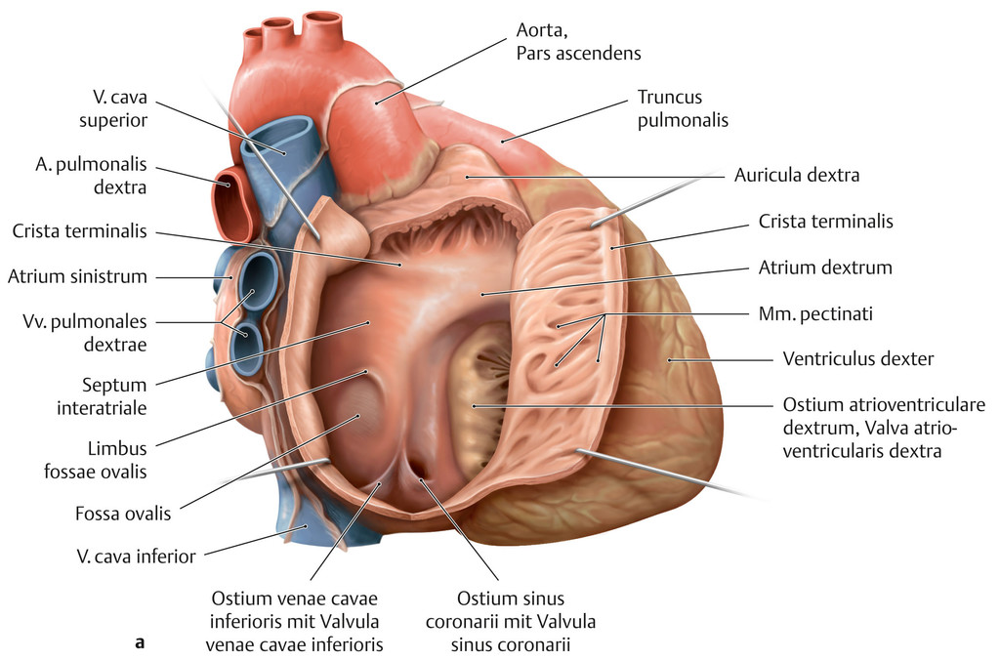 Aorta,
Pars ascendens
Truncus
pulmonalis
Auricula dextra
Crista terminalis
Atrium dextrum
Mm. pectinati
Ventriculus dexter
Ostium atrioventriculare
dextrum, Valva atrio-
ventricularis dextra
V. cava
superior
A. pulmonalis
dextra
Crista terminalis
Atrium sinistrum
Vv. pulmonales
dextrae
Septum
interatriale
Limbus
fossae ovalis
Fossa ovalis
V. cava inferior
Ostium venae cavae
inferioris mit Valvula
venae cavae inferioris
Ostium sinus
coronarii mit Valvula
sinus coronarii
a